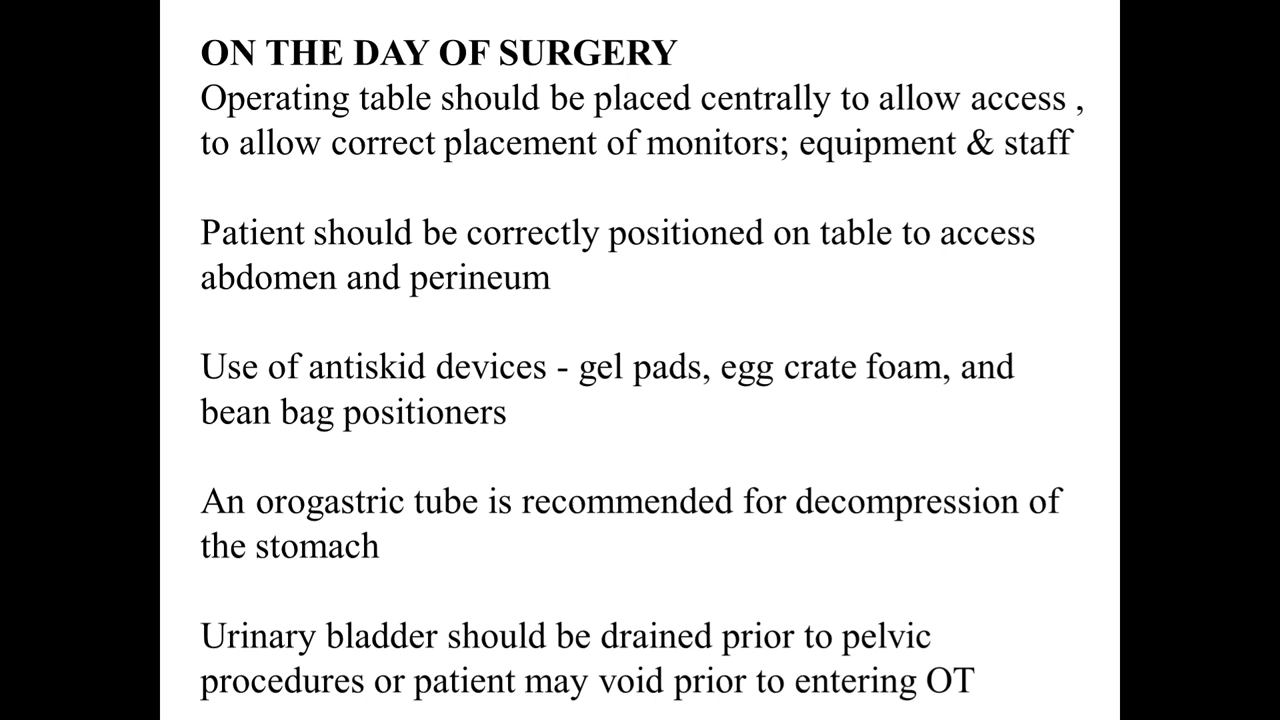 ON THE DAY OF SURGERY
Operating table should be placed centrally to allow access ,
to allow correct placement of monitors; equipment & staff
Patient should be correctly positioned on table to access
abdomen and perineum
Use of antiskid devices - gel pads, egg crate foam, and
bean bag positioners
An orogastric tube is recommended for decompression of
the stomach
Urinary bladder should be drained prior to pelvic
procedures or patient may void prior to entering OT